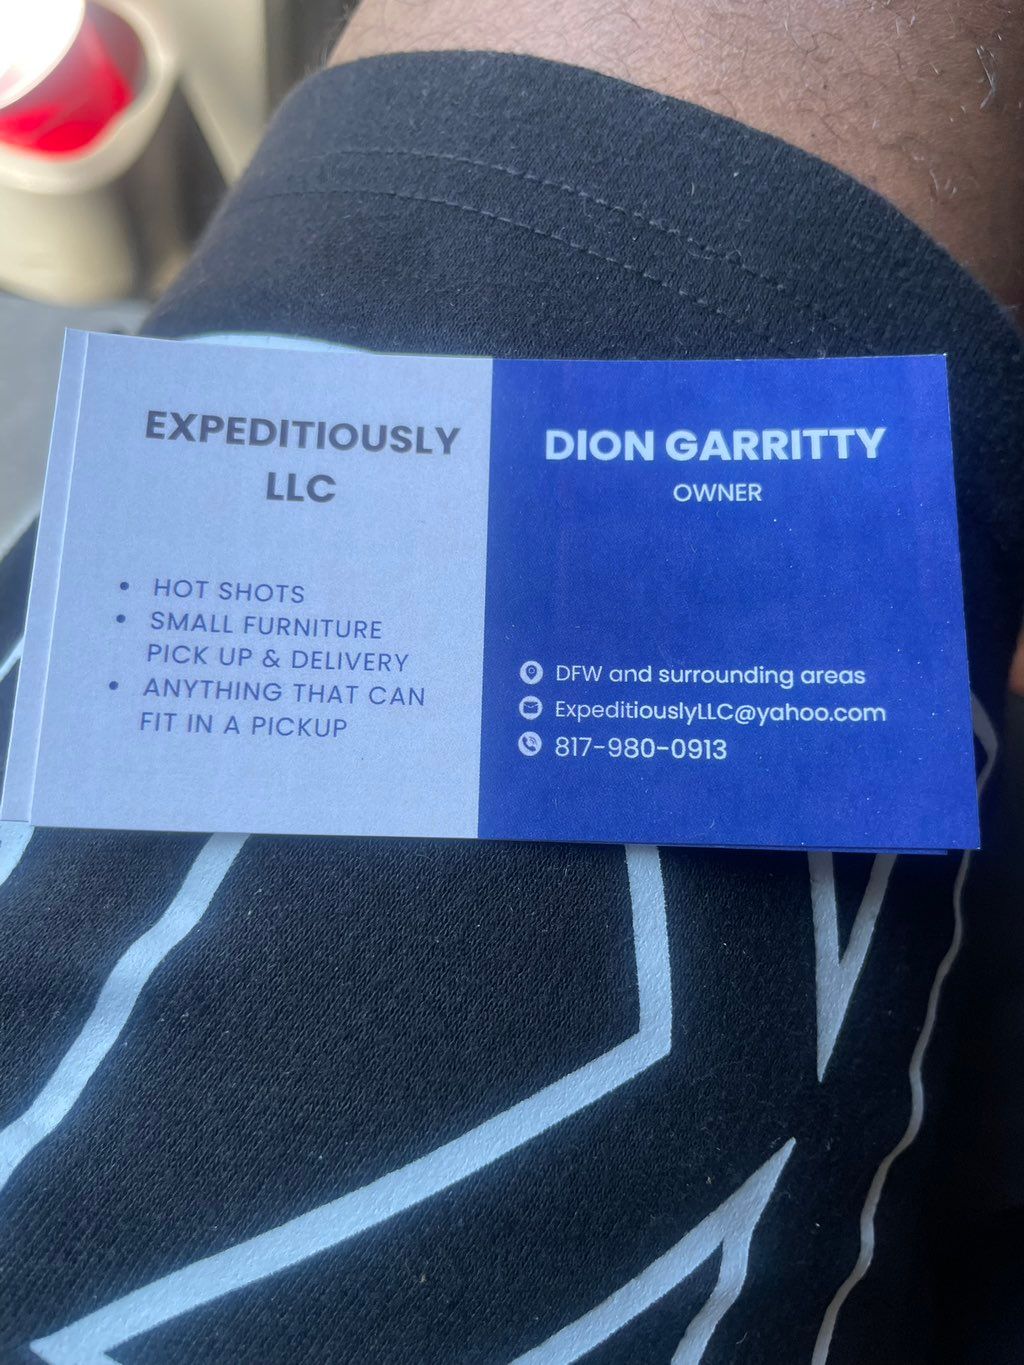 EXPEDITIOUSLY
LLC
• HOT SHOTS
• SMALL FURNITURE
PICK UP & DELIVERY
• ANYTHING THAT CAN
FIT IN A PICKUP
DION GARRITTY
OWNER
DFW and surrounding areas
ExpeditiouslyLLC@yahoo.com
817-980-0913